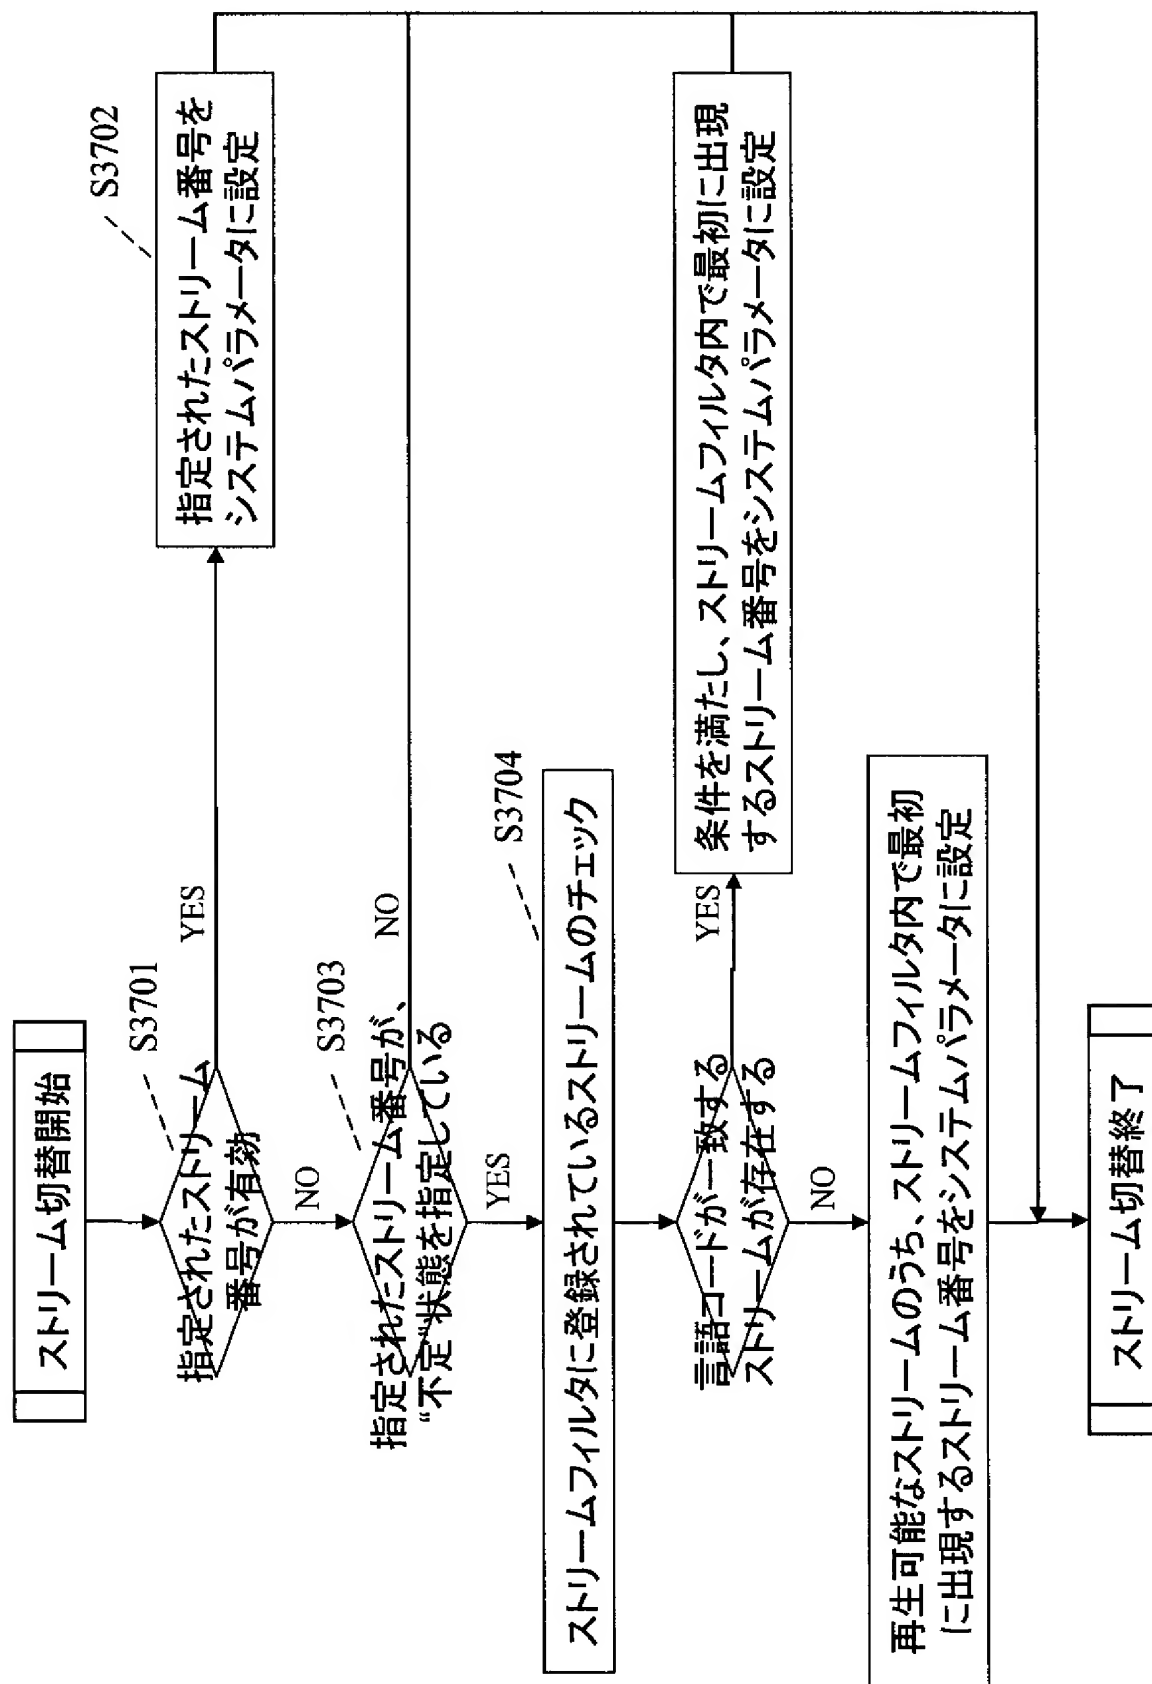 ストリーム切替開始
S3701
指定されたストリーム
番号が有効
YES
S3702
指定されたストリーム番号を
システムパラメータに設定
NO
S3703
指定されたストリーム番号が、
“不定“状態を指定している
NO
YES
S3704
ストリームフィルタに登録されているストリームのチェック
言語コードが一致する
ストリームが存在する
YES
条件を満たし、ストリームフィルタ内で最初に出現
するストリーム番号をシステムパラメータに設定
NO
再生可能なストリームのうち、ストリームフィルタ内で最初
に出現するストリーム番号をシステムパラメータに設定
ストリーム切替終了